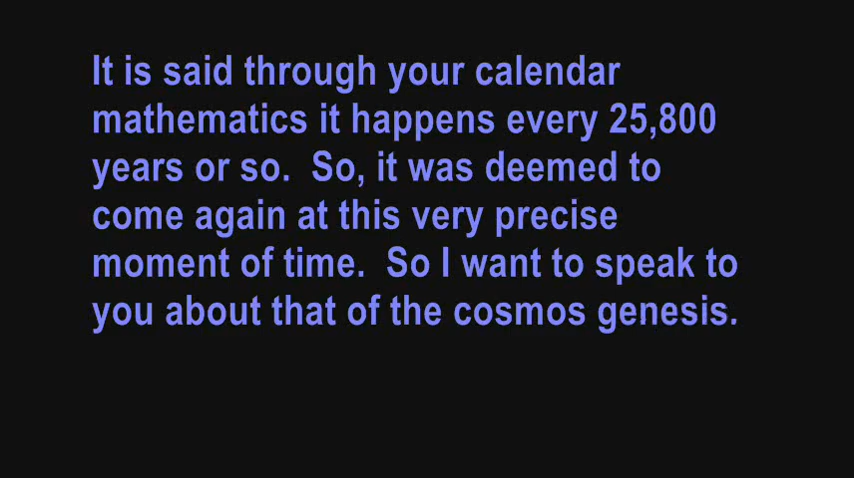 It is said through your calendar
mathematics it happens every 25,800
years or so.  So, it was deemed to
come again at this very precise
moment of time.  So I want to speak to
you about that of the cosmos genesis.